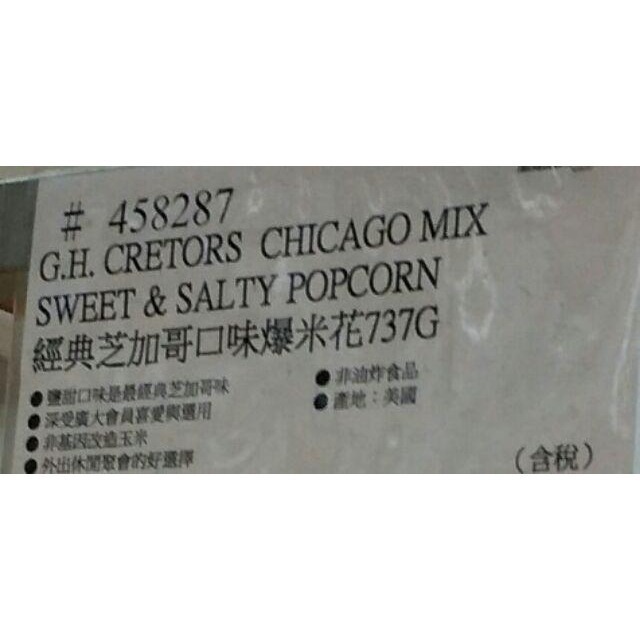 # 458287
G.H. CRETORS CHICAGO MIX
SWEET & SALTY POPCORN
經典芝加哥口味爆米花737G
●鹽甜口味是最經典芝加哥味
●深受廣大會員喜愛與選用
●非基因改造玉米
●外出休閒聚會的好選擇
●非油炸食品
●產地：美國
（含稅）